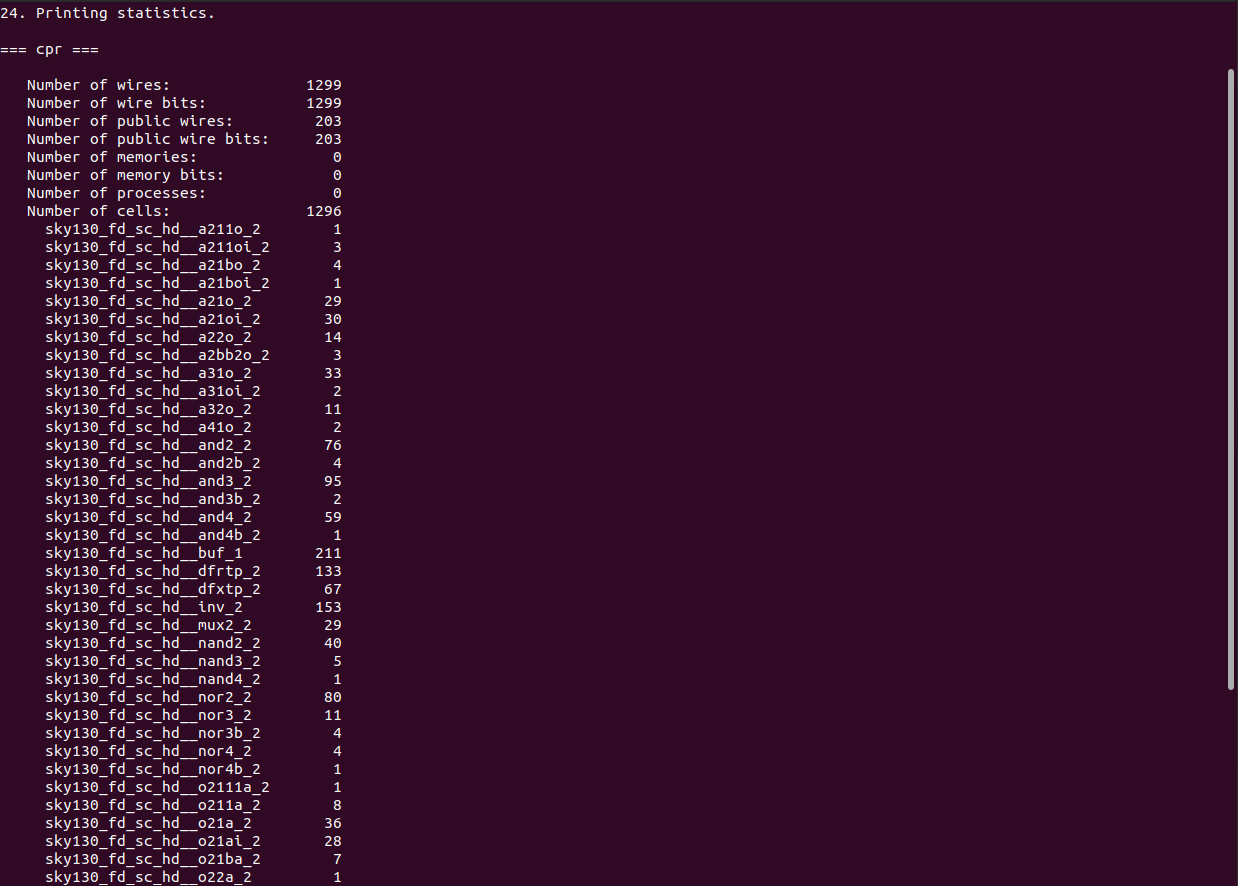 24. Printing statistics.
=== cpr ===
Number of wires: 1299
Number of wire bits: 1299
Number of public wires: 203
Number of public wire bits: 203
Number of memories: 0
Number of memory bits: 0
Number of processes: 0
Number of cells: 1296
sky130_fd_sc_hd__a211o_2 1
sky130_fd_sc_hd__a211oi_2 3
sky130_fd_sc_hd__a21bo_2 4
sky130_fd_sc_hd__a21boi_2 1
sky130_fd_sc_hd__a21o_2 29
sky130_fd_sc_hd__a21oi_2 30
sky130_fd_sc_hd__a22o_2 14
sky130_fd_sc_hd__a2bb2o_2 3
sky130_fd_sc_hd__a31o_2 33
sky130_fd_sc_hd__a31oi_2 2
sky130_fd_sc_hd__a32o_2 11
sky130_fd_sc_hd__a41o_2 2
sky130_fd_sc_hd__and2_2 76
sky130_fd_sc_hd__and2b_2 4
sky130_fd_sc_hd__and3_2 95
sky130_fd_sc_hd__and3b_2 2
sky130_fd_sc_hd__and4_2 59
sky130_fd_sc_hd__and4b_2 1
sky130_fd_sc_hd__buf_1 211
sky130_fd_sc_hd__dfrtp_2 133
sky130_fd_sc_hd__dfxtp_2 67
sky130_fd_sc_hd__inv_2 153
sky130_fd_sc_hd__mux2_2 29
sky130_fd_sc_hd__nand2_2 40
sky130_fd_sc_hd__nand3_2 5
sky130_fd_sc_hd__nand4_2 1
sky130_fd_sc_hd__nor2_2 80
sky130_fd_sc_hd__nor3_2 11
sky130_fd_sc_hd__nor3b_2 4
sky130_fd_sc_hd__nor4_2 4
sky130_fd_sc_hd__nor4b_2 1
sky130_fd_sc_hd__o2111a_2 1
sky130_fd_sc_hd__o211a_2 8
sky130_fd_sc_hd__o21a_2 36
sky130_fd_sc_hd__o21ai_2 28
sky130_fd_sc_hd__o21ba_2 7
sky130_fd_sc_hd__o22a_2 1